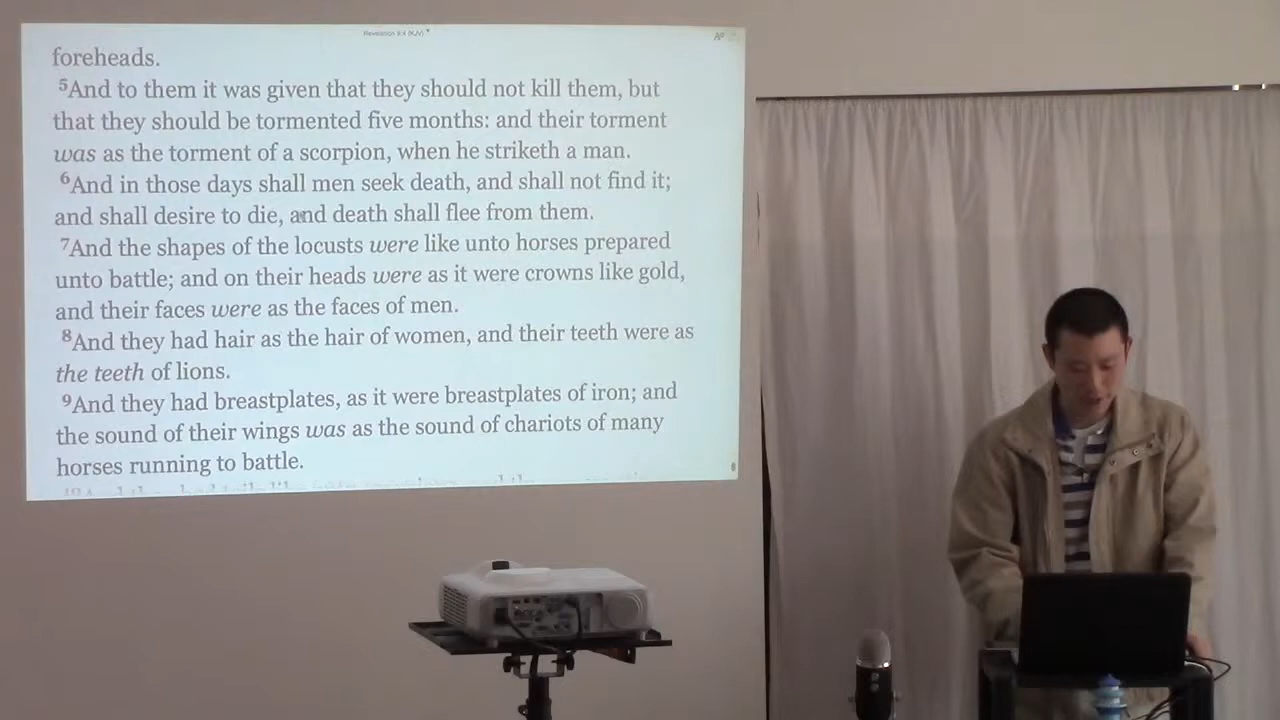 Revelation 9:4 (KJV)
foreheads.
5And to them it was given that they should not kill them, but
that they should be tormented five months: and their torment
was as the torment of a scorpion, when he striketh a man.
6And in those days shall men seek death, and shall not find it;
and shall desire to die, and death shall flee from them.
7And the shapes of the locusts were like unto horses prepared
unto battle; and on their heads were as it were crowns like gold,
and their faces were as the faces of men.
8And they had hair as the hair of women, and their teeth were as
the teeth of lions.
9And they had breastplates, as it were breastplates of iron; and
the sound of their wings was as the sound of chariots of many
horses running to battle.